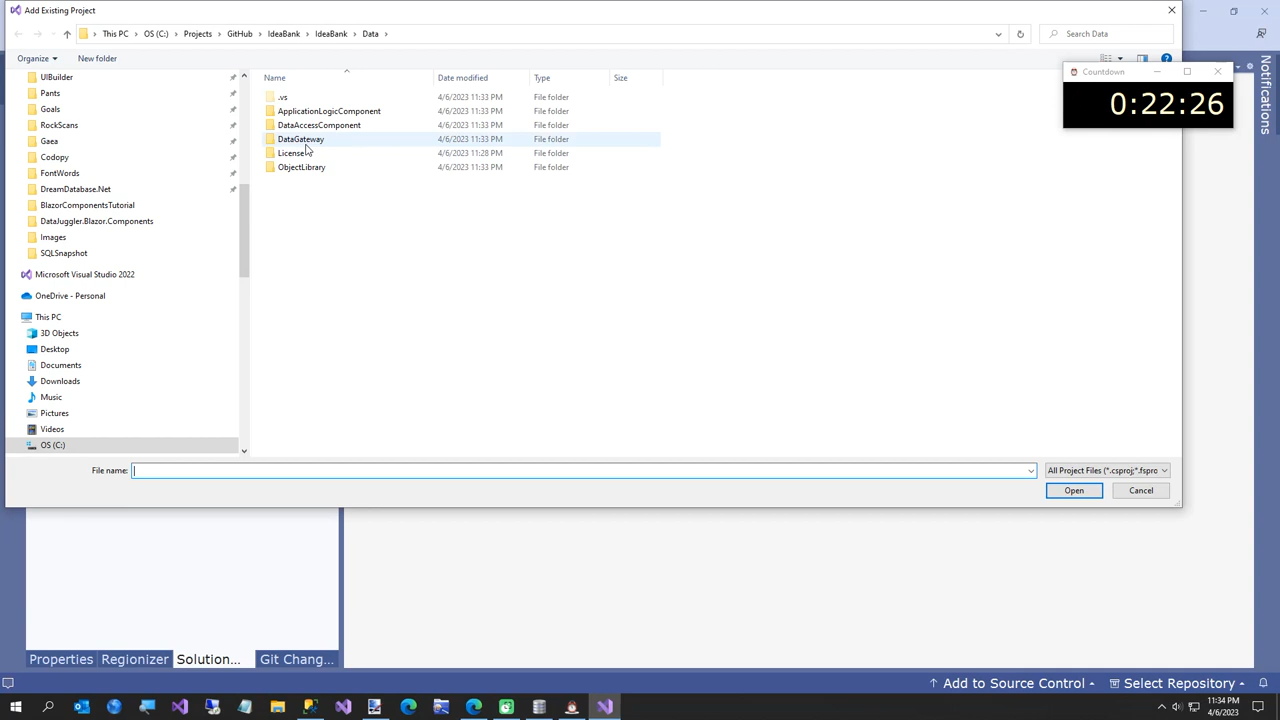 Add Existing Project
This PC
OS (C:)
Projects
GitHub
IdeaBank
IdeaBank
Data
Search Data
Organize
New folder
UIBuilder
Pants
Goals
RockScans
Gaea
Codopy
FontWords
DreamDatabase.Net
BlazorComponentsTutorial
DataJuggler.Blazor.Components
Images
SQLSnapshot
Microsoft Visual Studio 2022
OneDrive - Personal
This PC
3D Objects
Desktop
Documents
Downloads
Music
Pictures
Videos
OS (C:)
Name Date modified Type Size
.vs 4/6/2023 11:33 PM File folder
ApplicationLogicComponent 4/6/2023 11:33 PM File folder
DataAccessComponent 4/6/2023 11:33 PM File folder
DataGateway 4/6/2023 11:33 PM File folder
Licenses 4/6/2023 11:28 PM File folder
ObjectLibrary 4/6/2023 11:33 PM File folder
Countdown
0:22:26
Notifications
File name:
All Project Files (*.csproj;*.fspro
Open
Cancel
Properties
Regionizer
Solution...
Git Chang...
Add to Source Control
Select Repository
11:34 PM
4/6/2023